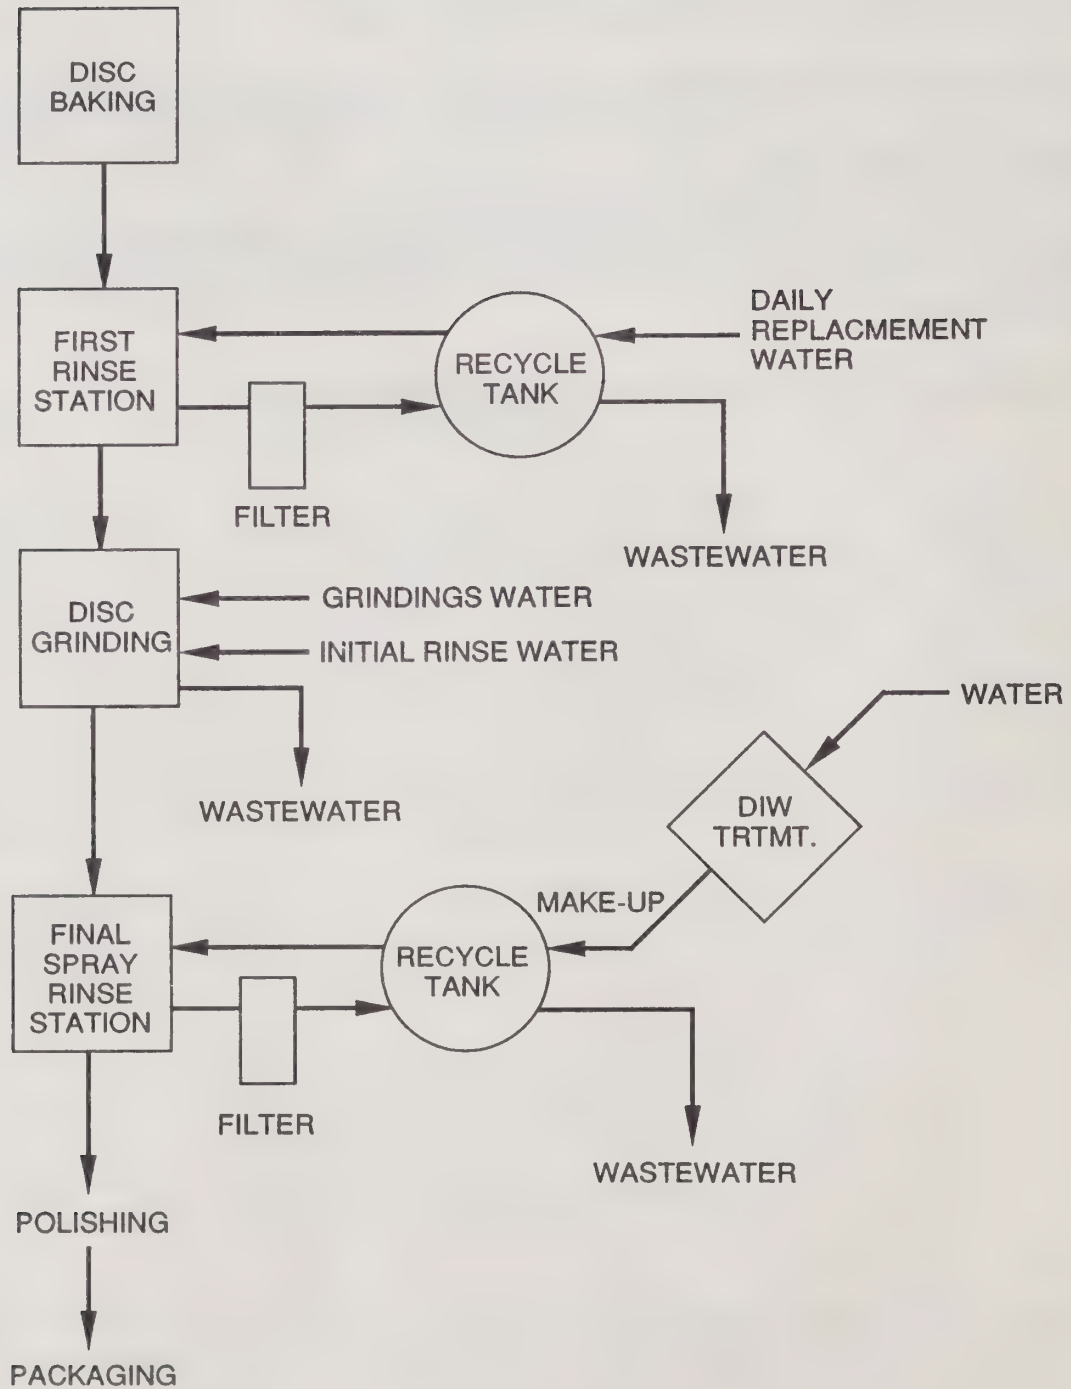 DISC
BAKING
FIRST
RINSE
STATION
RECYCLE
TANK
DAILY
REPLACMEMENT
WATER
FILTER
WASTEWATER
DISC
GRINDING
GRINDINGS WATER
INITIAL RINSE WATER
WASTEWATER
WATER
DIW
TRTMT.
MAKE-UP
FINAL
SPRAY
RINSE
STATION
RECYCLE
TANK
FILTER
WASTEWATER
POLISHING
PACKAGING